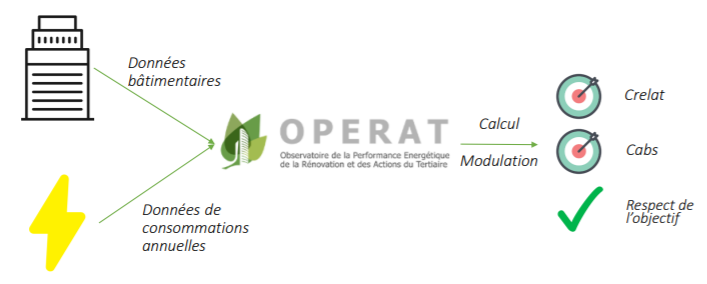 Données
bâtimentaires
OPERAT
Observatoire de la Performance Energétique
de la Rénovation et des Actions du Tertiaire
Données de
consommations
annuelles
Calcul
Modulation
Crelat
Cabs
Respect de
l'objectif